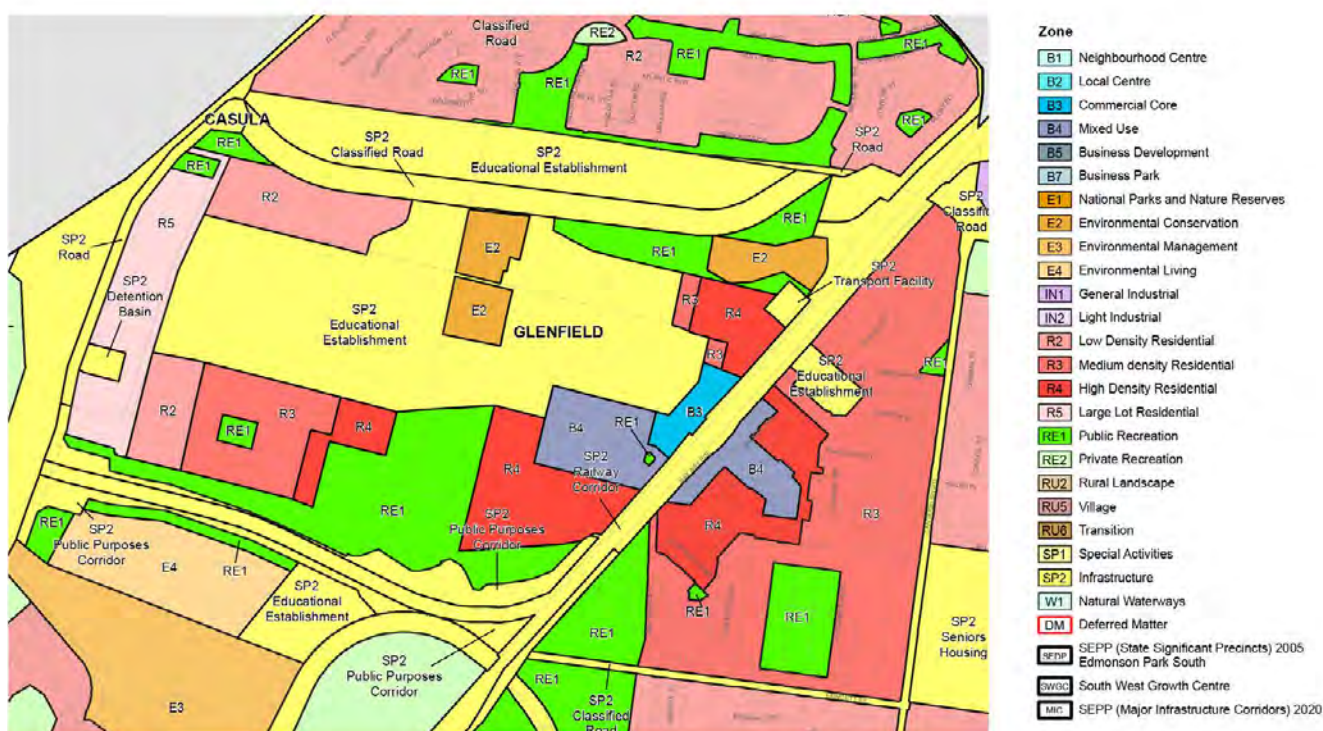 Classified
Road
RE2
R2
RE1
RE1
RE1
RE1
RE1
CASULA
RE1
RE1
SP2
Classified Road
SP2
Educational Establishment
SP2
Road
SP2
Classified
Road
R2
R5
SP2
Road
E2
RE1
RE1
E2
SP2
Transport Facility
SP2
Detention
Basin
SP2
Educational
Establishment
E2
GLENFIELD
R3
R4
R3
SP2
Educational
Establishment
RE1
R2
R3
RE1
R4
B4
RE1
B3
SP2
Railway
Corridor
B4
R4
RE1
R4
R3
SP2
Public Purposes
Corridor
RE1
SP2
Public Purposes
Corridor
E4
RE1
SP2
Educational
Establishment
RE1
RE1
RE1
SP2
Seniors
Housing
SP2
Public Purposes
Corridor
E3
RE1
SP2
Classified
Road
Zone
B1 Neighbourhood Centre
B2 Local Centre
B3 Commercial Core
B4 Mixed Use
B5 Business Development
B7 Business Park
E1 National Parks and Nature Reserves
E2 Environmental Conservation
E3 Environmental Management
E4 Environmental Living
IN1 General Industrial
IN2 Light Industrial
R2 Low Density Residential
R3 Medium density Residential
R4 High Density Residential
R5 Large Lot Residential
RE1 Public Recreation
RE2 Private Recreation
RU2 Rural Landscape
RU5 Village
RU6 Transition
SP1 Special Activities
SP2 Infrastructure
W1 Natural Waterways
DM Deferred Matter
SEPP (State Significant Precincts) 2005
Edmonson Park South
SWGC South West Growth Centre
MIC SEPP (Major Infrastructure Corridors) 2020